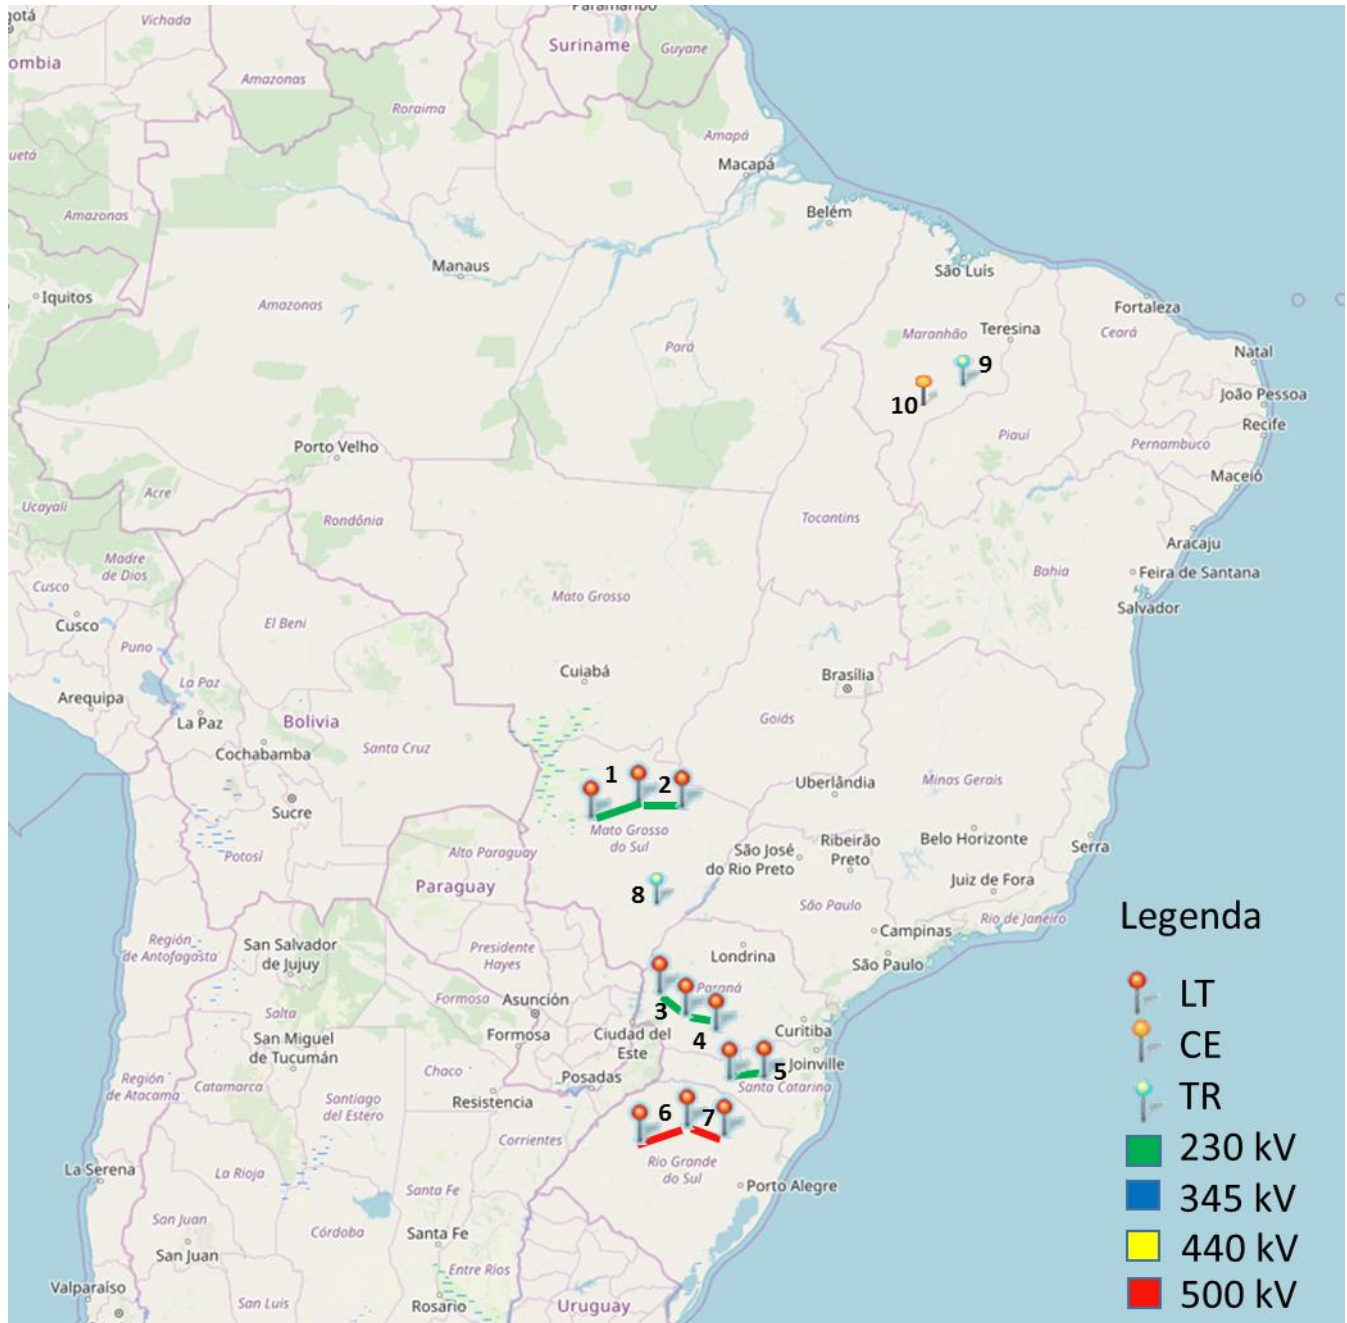 gotá
Vichada
Paramaribo
Suriname
Guyane
ombia
Amazonas
Roraima
Amapá
Macapá
uetá
Amazonas
Belém
Manaus
São Luís
Iquitos
Amazonas
Fortaleza
Maranhão
Teresina
Ceará
Pará
Natal
9
10
João Pessoa
Recife
Piauí
Pernambuco
Porto Velho
Maceió
Acre
Ucayali
Rondônia
Tocantins
Aracaju
Madre
de Dios
Bahia
Feira de Santana
Cusco
Mato Grosso
Salvador
Cusco
El Beni
Puno
Cuiabá
Brasília
La Paz
Arequipa
La Paz
Bolivia
Goiás
Santa Cruz
Cochabamba
1
2
Uberlândia
Minas Gerais
Sucre
Mato Grosso
do Sul
Belo Horizonte
Serra
Potosí
Alto Paraguay
São José
do Rio Preto
Ribeirão
Preto
Paraguay
8
Juiz de Fora
São Paulo
Rio de Janeiro
Legenda
Región
de Antofagasta
San Salvador
de Jujuy
Presidente
Hayes
Londrina
Campinas
São Paulo
Paraná
LT
Formosa
Asunción
Salta
3
Formosa
Ciudad del
Este
4
Curitiba
San Miguel
de Tucumán
CE
Joinville
5
Chaco
Posadas
Región
de Atacama
Catamarca
Santa Catarina
TR
Santiago
del Estero
Resistencia
6
7
Corrientes
230 kV
La Serena
La Rioja
Rio Grande
do Sul
Porto Alegre
345 kV
Santa Fe
San Juan
Córdoba
Santa Fe
440 kV
San Juan
Entre Ríos
Valparaíso
San Luis
Rosario
Uruguay
500 kV